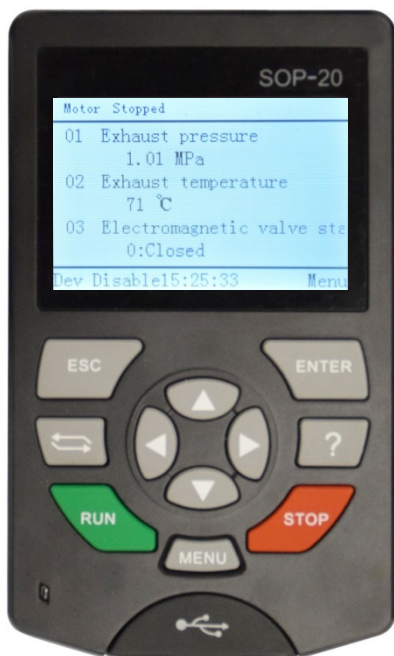 SOP-20
Motor Stopped
01 Exhaust pressure
1.01 MPa
02 Exhaust temperature
71 ℃
03 Electromagnetic valve sta
0:Closed
Dev Disable15:25:33 Menu
ESC ENTER
?
RUN STOP
MENU